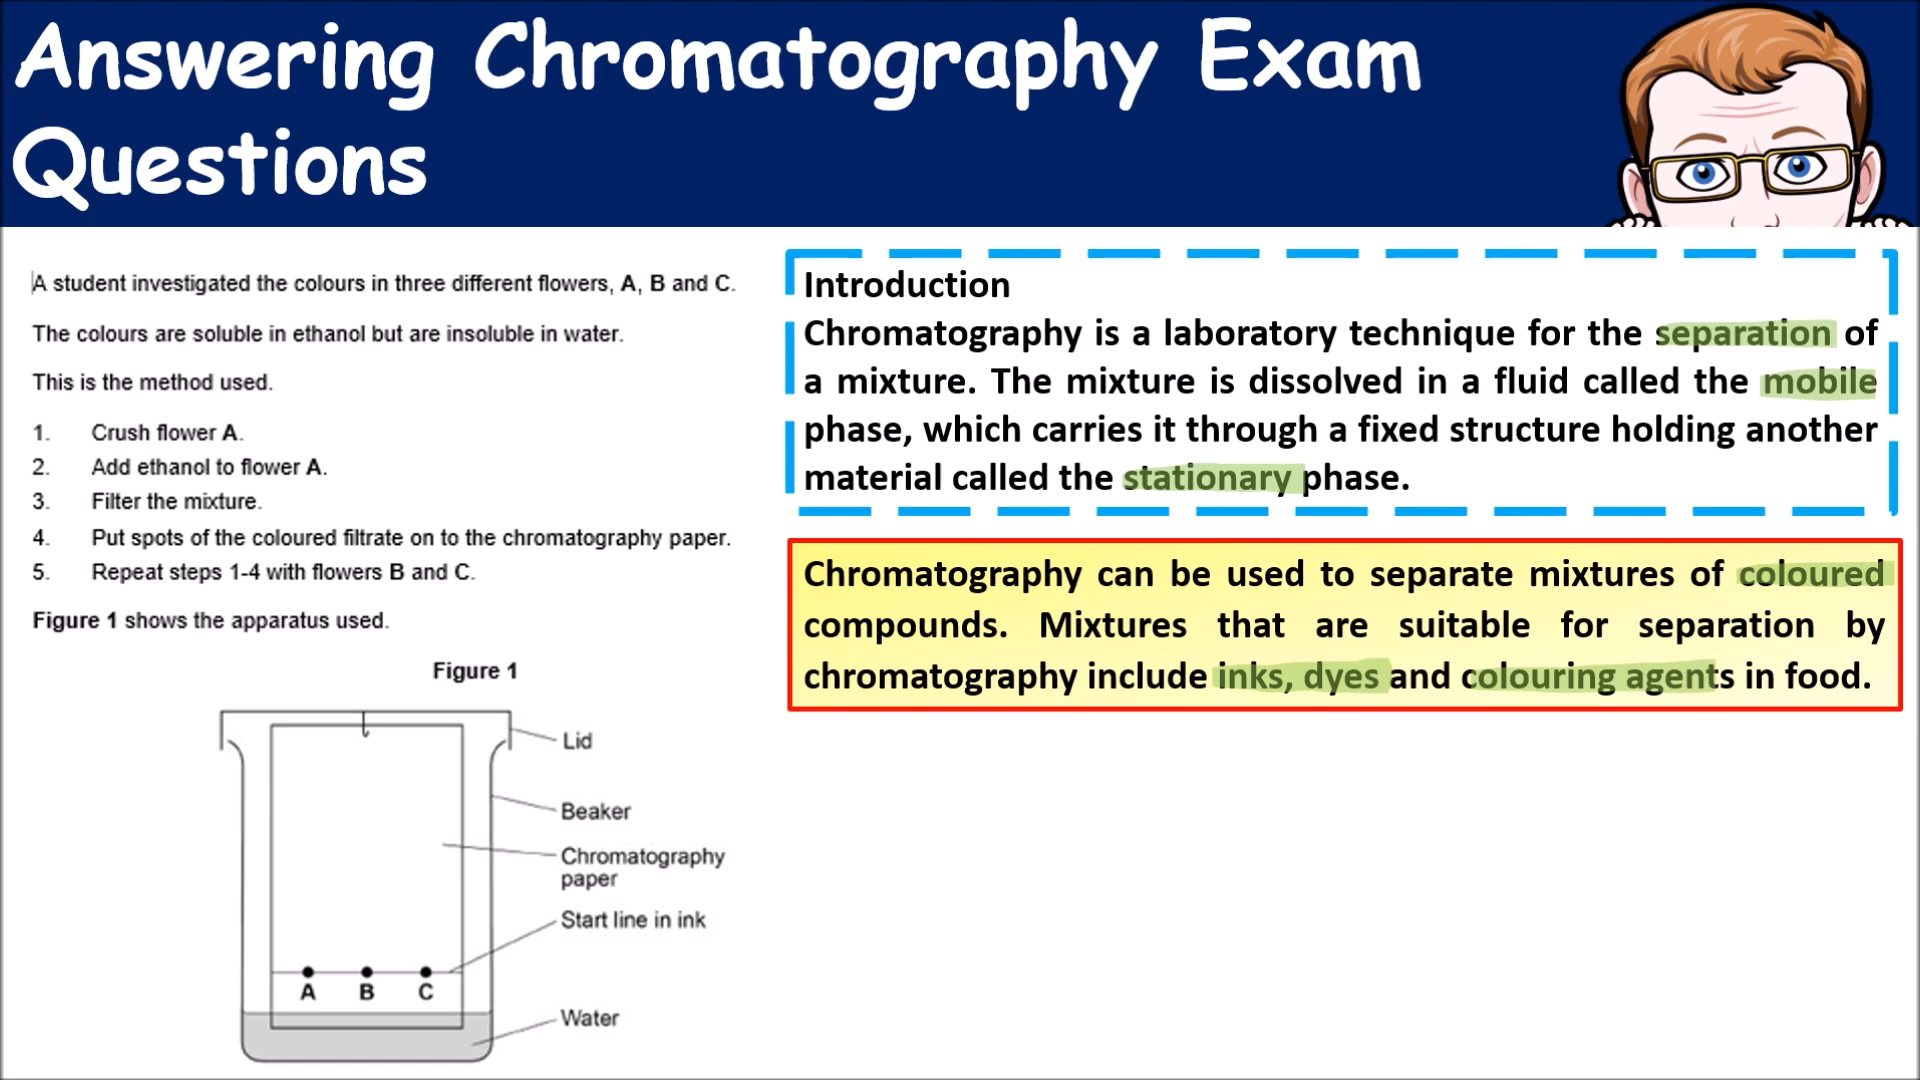 Answering Chromatography Exam
Questions
A student investigated the colours in three different flowers, A, B and C.
The colours are soluble in ethanol but are insoluble in water.
This is the method used.
1. Crush flower A.
2. Add ethanol to flower A.
3. Filter the mixture.
4. Put spots of the coloured filtrate on to the chromatography paper.
5. Repeat steps 1-4 with flowers B and C.
Figure 1 shows the apparatus used.
Figure 1
Lid
Beaker
Chromatography
paper
Start line in ink
A B C
Water
Introduction
Chromatography is a laboratory technique for the separation of
a mixture. The mixture is dissolved in a fluid called the mobile
phase, which carries it through a fixed structure holding another
material called the stationary phase.
Chromatography can be used to separate mixtures of coloured
compounds. Mixtures that are suitable for separation by
chromatography include inks, dyes and colouring agents in food.